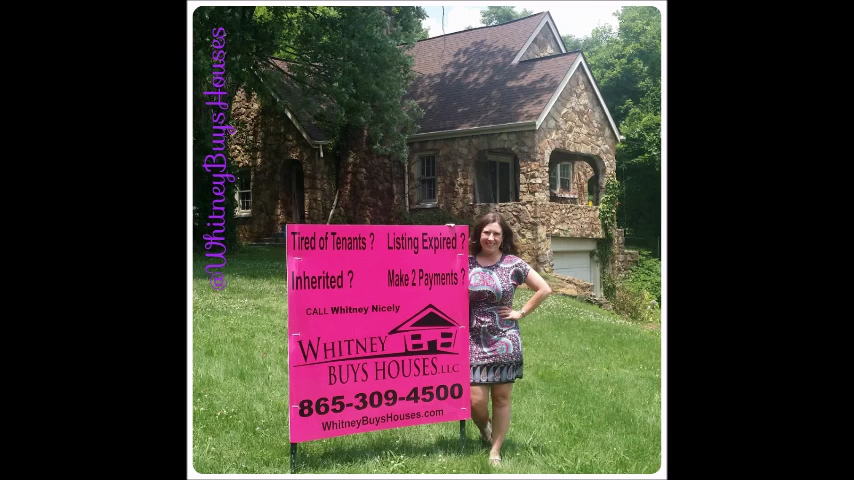 @WhitneyBuysHouses
Tired of Tenants ? Listing Expired ?
Inherited ? Make 2 Payments ?
CALL Whitney Nicely
WHITNEY
BUYS HOUSES, LLC
865-309-4500
WhitneyBuysHouses.com